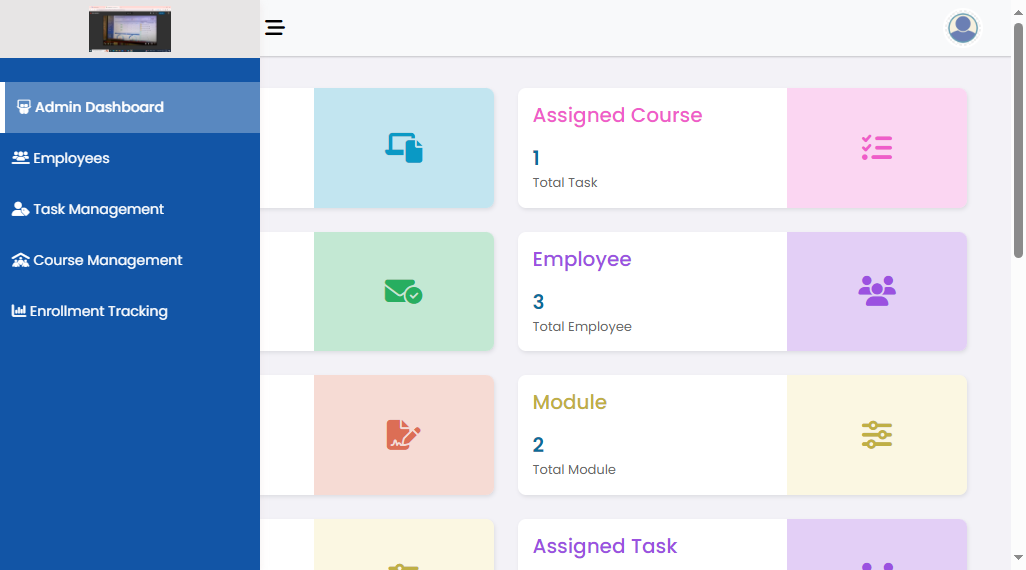 Admin Dashboard
Employees
Task Management
Course Management
Enrollment Tracking
Assigned Course
1
Total Task
Employee
3
Total Employee
Module
2
Total Module
Assigned Task